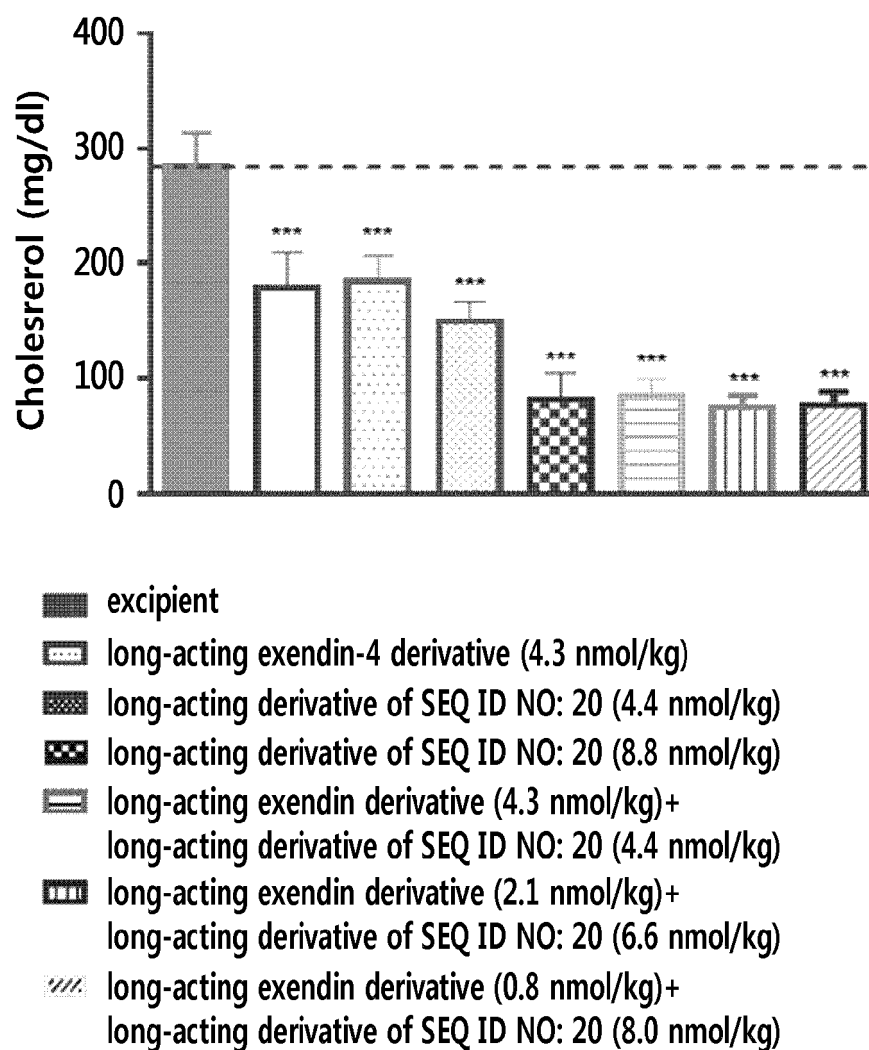 400
300
200
100
0
Cholesrerol (mg/dl)
***
***
***
***
***
***
***
excipient
long-acting exendin-4 derivative (4.3 nmol/kg)
long-acting derivative of SEQ ID NO: 20 (4.4 nmol/kg)
long-acting derivative of SEQ ID NO: 20 (8.8 nmol/kg)
long-acting exendin derivative (4.3 nmol/kg)+
long-acting derivative of SEQ ID NO: 20 (4.4 nmol/kg)
long-acting exendin derivative (2.1 nmol/kg)+
long-acting derivative of SEQ ID NO: 20 (6.6 nmol/kg)
long-acting exendin derivative (0.8 nmol/kg)+
long-acting derivative of SEQ ID NO: 20 (8.0 nmol/kg)